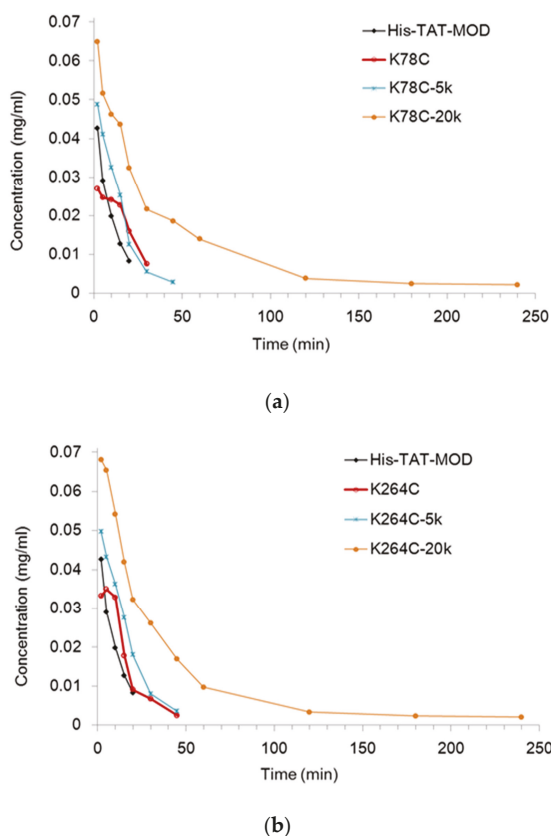 0.07
0.06
0.05
0.04
0.03
0.02
0.01
0
Concentration (mg/ml)
His-TAT-MOD
K78C
K78C-5k
K78C-20k
0 50 100 150 200 250
Time (min)
(a)
0.07
0.06
0.05
0.04
0.03
0.02
0.01
0
Concentration (mg/ml)
His-TAT-MOD
K264C
K264C-5k
K264C-20k
0 50 100 150 200 250
Time (min)
(b)